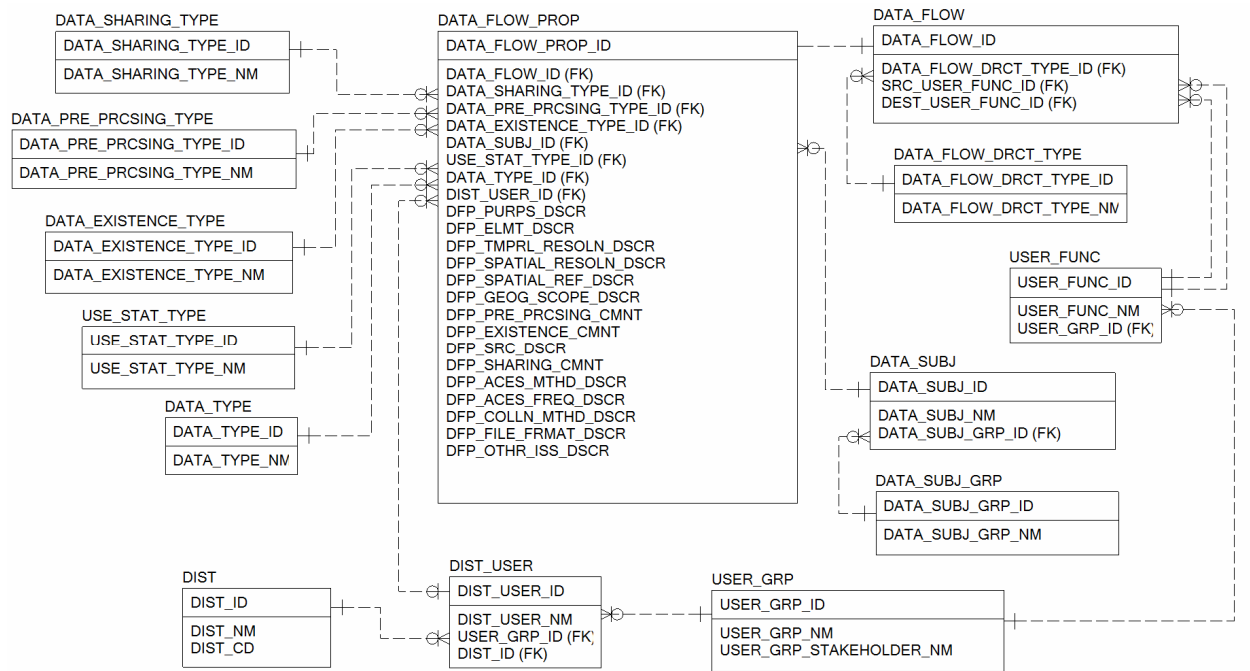 DATA_SHARING_TYPE
DATA_SHARING_TYPE_ID
DATA_SHARING_TYPE_NM
DATA_PRE_PRCSING_TYPE
DATA_PRE_PRCSING_TYPE_ID
DATA_PRE_PRCSING_TYPE_NM
DATA_EXISTENCE_TYPE
DATA_EXISTENCE_TYPE_ID
DATA_EXISTENCE_TYPE_NM
USE_STAT_TYPE
USE_STAT_TYPE_ID
USE_STAT_TYPE_NM
DATA_TYPE
DATA_TYPE_ID
DATA_TYPE_NM
DATA_FLOW_PROP
DATA_FLOW_PROP_ID
DATA_FLOW_ID (FK)
DATA_SHARING_TYPE_ID (FK)
DATA_PRE_PRCSING_TYPE_ID (FK)
DATA_EXISTENCE_TYPE_ID (FK)
DATA_SUBJ_ID (FK)
USE_STAT_TYPE_ID (FK)
DATA_TYPE_ID (FK)
DIST_USER_ID (FK)
DFP_PURPS_DSCR
DFP_ELMT_DSCR
DFP_TMPRL_RESOLN_DSCR
DFP_SPATIAL_RESOLN_DSCR
DFP_SPATIAL_REF_DSCR
DFP_GEOG_SCOPE_DSCR
DFP_PRE_PRCSING_CMNT
DFP_EXISTENCE_CMNT
DFP_SRC_DSCR
DFP_SHARING_CMNT
DFP_ACES_MTHD_DSCR
DFP_ACES_FREQ_DSCR
DFP_COLLN_MTHD_DSCR
DFP_FILE_FRMAT_DSCR
DFP_OTHR_ISS_DSCR
DATA_FLOW
DATA_FLOW_ID
DATA_FLOW_DRCT_TYPE_ID (FK)
SRC_USER_FUNC_ID (FK)
DEST_USER_FUNC_ID (FK)
DATA_FLOW_DRCT_TYPE
DATA_FLOW_DRCT_TYPE_ID
DATA_FLOW_DRCT_TYPE_NM
USER_FUNC
USER_FUNC_ID
USER_FUNC_NM
USER_GRP_ID (FK)
DATA_SUBJ
DATA_SUBJ_ID
DATA_SUBJ_NM
DATA_SUBJ_GRP_ID (FK)
DATA_SUBJ_GRP
DATA_SUBJ_GRP_ID
DATA_SUBJ_GRP_NM
DIST
DIST_ID
DIST_NM
DIST_CD
DIST_USER
DIST_USER_ID
DIST_USER_NM
USER_GRP_ID (FK)
DIST_ID (FK)
USER_GRP
USER_GRP_ID
USER_GRP_NM
USER_GRP_STAKEHOLDER_NM